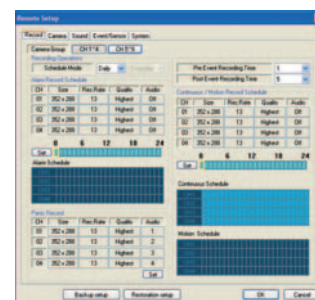 Remote Setup
Record Camera Sound Event/Sensor System
Camera Group CH 1~4 CH 5~8
Recording Operations
Schedule Mode Daily
Pre Event Recording Time 1
Post Event Recording Time 5
Alarm Record Schedule
CH Size Rec.Rate Quality Audio
01 352 x 288 13 Highest Off
02 352 x 288 13 Highest Off
03 352 x 288 13 Highest Off
04 352 x 288 13 Highest Off
0 6 12 18 24
Set
Alarm Schedule
Continuous / Motion Record Schedule
CH Size Rec.Rate Quality Audio
01 352 x 288 13 Highest Off
02 352 x 288 13 Highest Off
03 352 x 288 13 Highest Off
04 352 x 288 13 Highest Off
0 6 12 18 24
Set
Continuous Schedule
Panic Record
CH Size Rec.Rate Quality Audio
01 352 x 288 13 Highest 1
02 352 x 288 13 Highest 2
03 352 x 288 13 Highest 3
04 352 x 288 13 Highest 4
Set
Motion Schedule
Backup setup Restoration setup OK Cancel